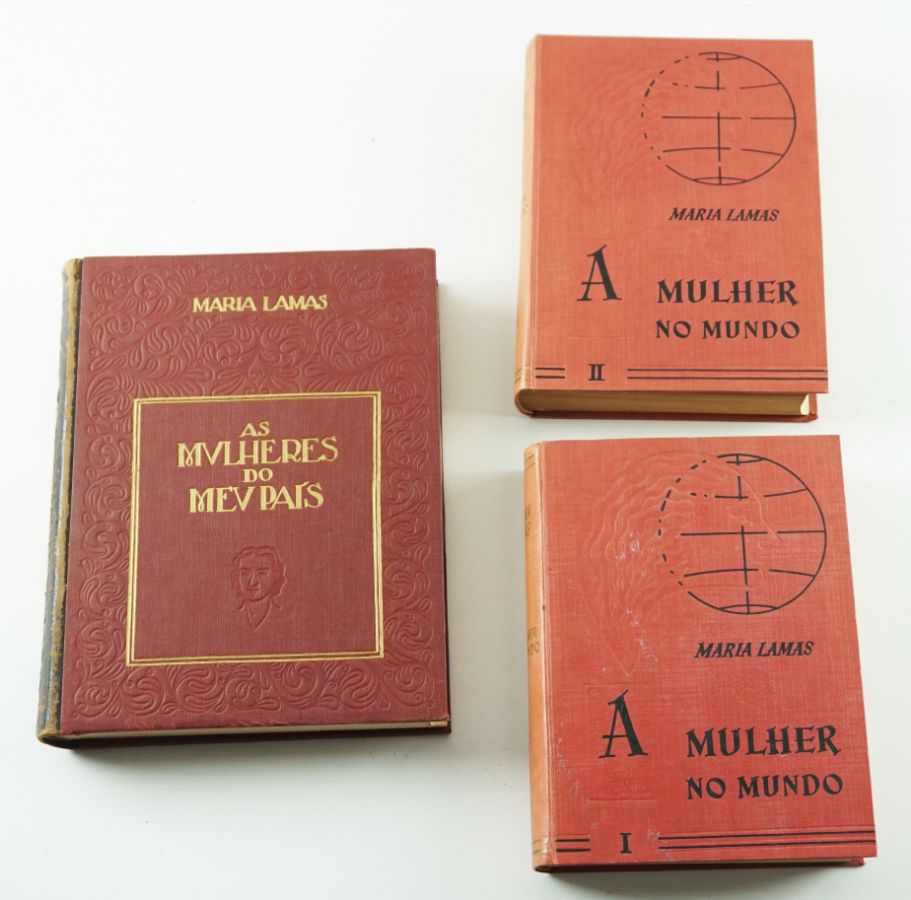 MARIA LAMAS
AS
MVLHERES
DO
MEV PAÍS
MARIA LAMAS
A MULHER
NO MUNDO
II
MARIA LAMAS
A MULHER
NO MUNDO
I